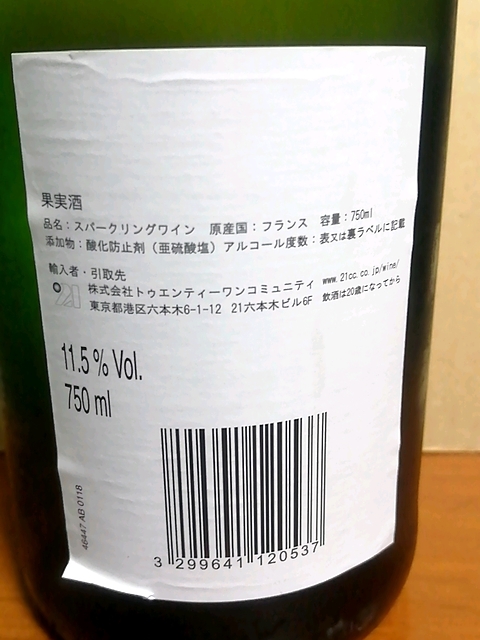 果実酒
品名：スパークリングワイン 原産国：フランス 容量：750ml
添加物：酸化防止剤（亜硫酸塩）アルコール度数：表又は裏ラベルに記載
輸入者・引取先
21 株式会社トゥエンティーワンコミュニティ www.21cc.co.jp/wine/
東京都港区六本木6-1-12 21六本木ビル6F 飲酒は20歳になってから
11.5 % Vol.
750 ml
46447 AB 0118
3 299641 120537